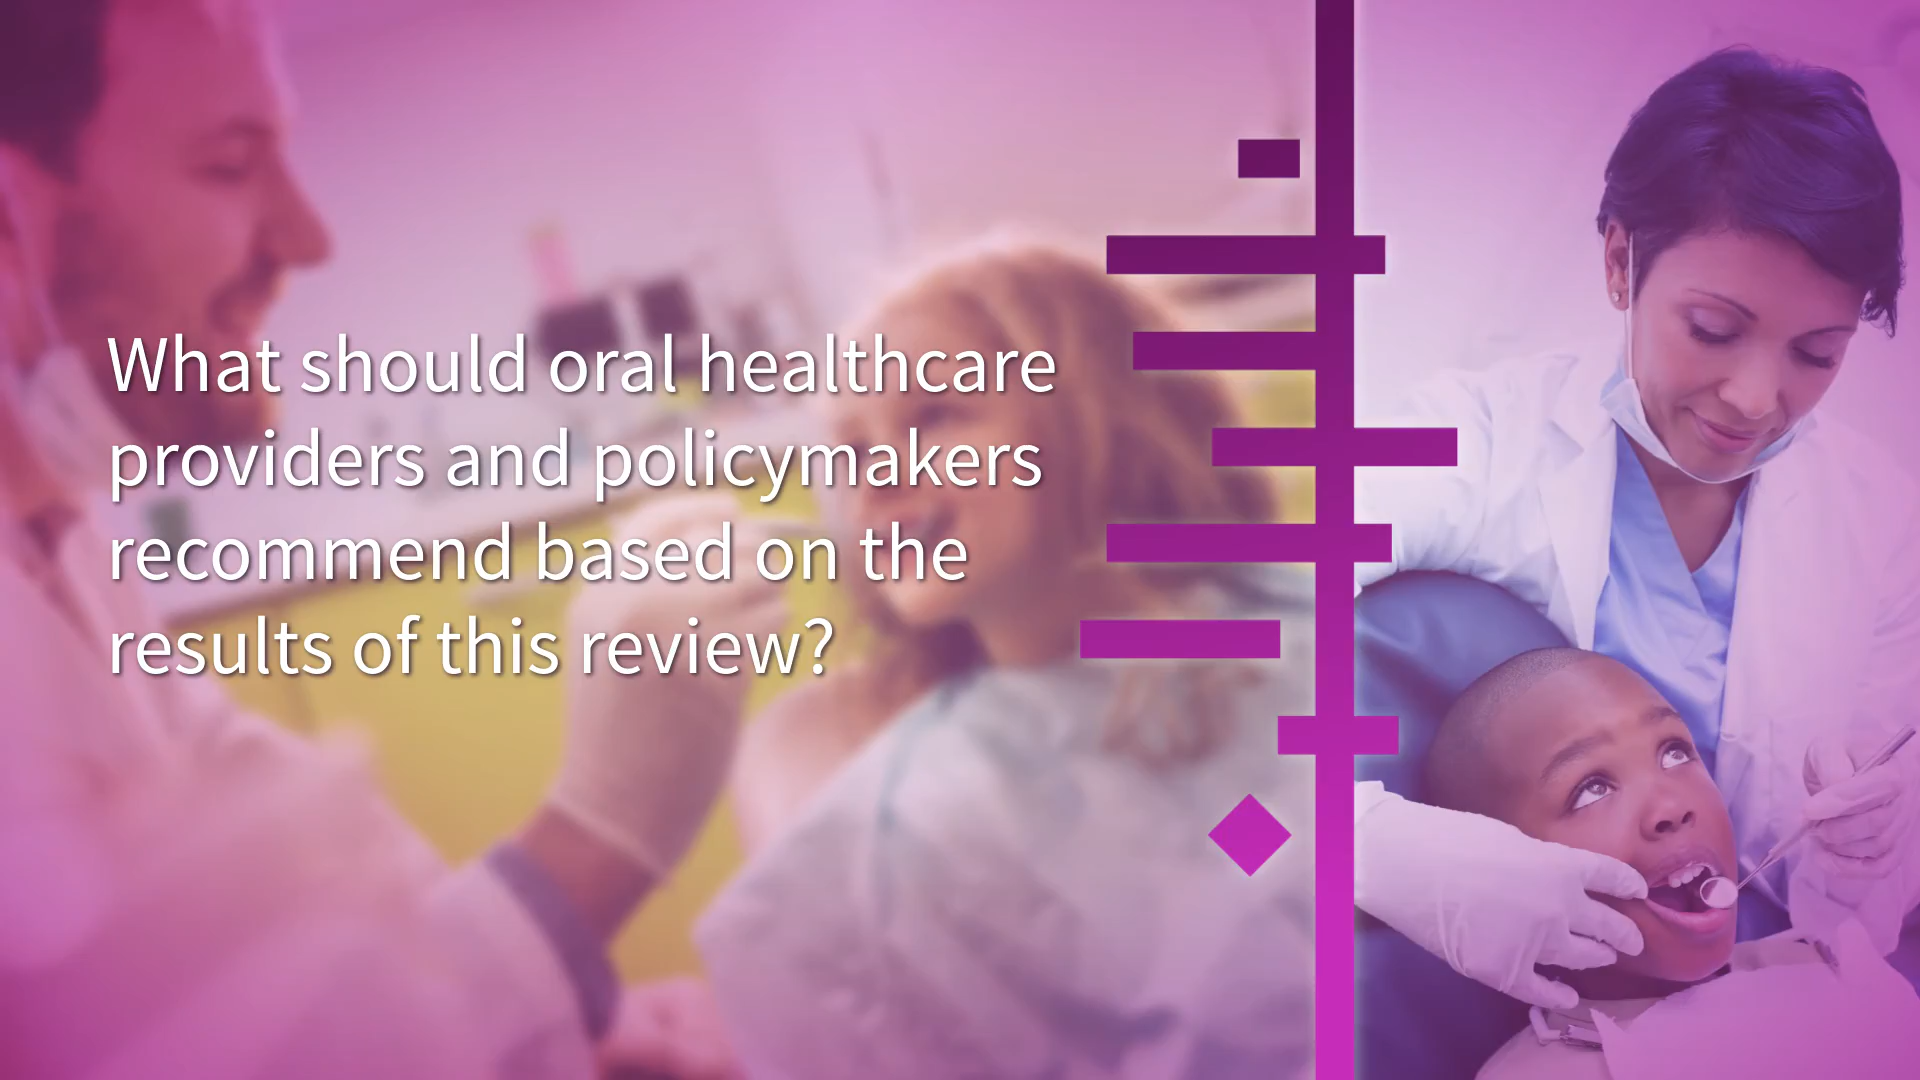 What should oral healthcare
providers and policymakers
recommend based on the
results of this review?